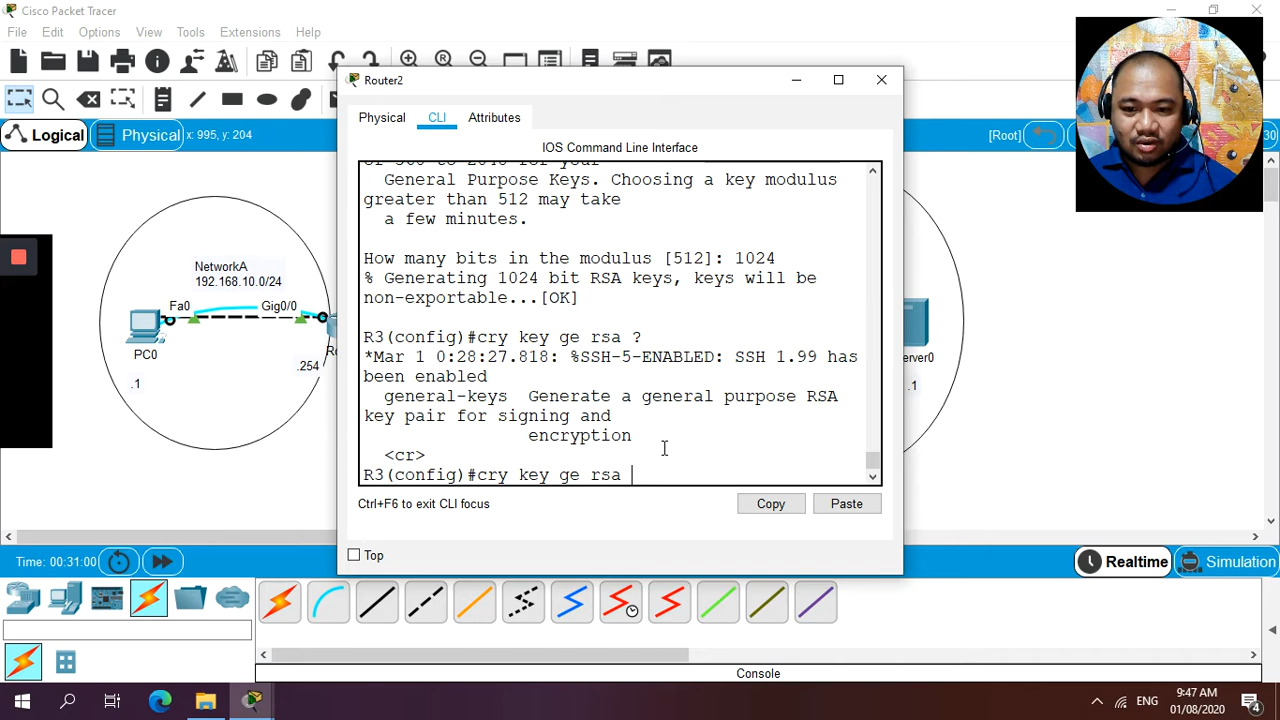 Cisco Packet Tracer
File Edit Options View Tools Extensions Help
Logical Physical x: 995, y: 204
[Root]
NetworkA
192.168.10.0/24
Fa0 Gig0/0
PC0
.1
.254
erver0
.1
Router2
Physical CLI Attributes
IOS Command Line Interface
General Purpose Keys. Choosing a key modulus
greater than 512 may take
a few minutes.
How many bits in the modulus [512]: 1024
% Generating 1024 bit RSA keys, keys will be
non-exportable...[OK]
R3(config)#cry key ge rsa ?
*Mar 1 0:28:27.818: %SSH-5-ENABLED: SSH 1.99 has
been enabled
general-keys Generate a general purpose RSA
key pair for signing and
encryption
<cr>
R3(config)#cry key ge rsa
Ctrl+F6 to exit CLI focus
Copy Paste
Top
Time: 00:31:00
Realtime Simulation
Console
ENG
9:47 AM
01/08/2020
4